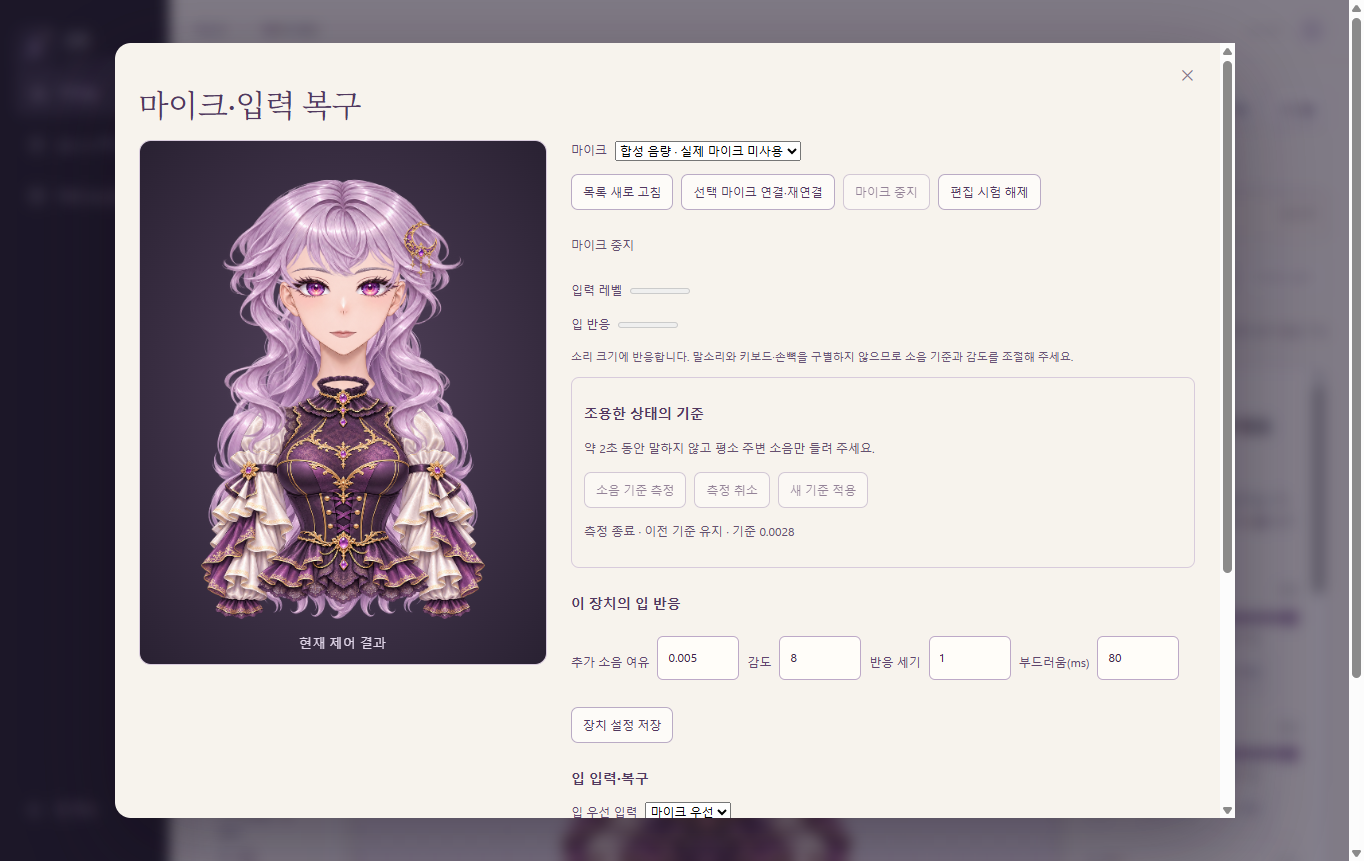 마이크·입력 복구
마이크 합성 음량 · 실제 마이크 미사용
목록 새로 고침 선택 마이크 연결·재연결 마이크 중지 편집 시험 해제
마이크 중지
입력 레벨
입 반응
소리 크기에 반응합니다. 말소리와 키보드·손뼉을 구별하지 않으므로 소음 기준과 감도를 조절해 주세요.
조용한 상태의 기준
약 2초 동안 말하지 않고 평소 주변 소음만 들려 주세요.
소음 기준 측정 측정 취소 새 기준 적용
측정 종료 · 이전 기준 유지 · 기준 0.0028
이 장치의 입 반응
추가 소음 여유 0.005 감도 8 반응 세기 1 부드러움(ms) 80
장치 설정 저장
입 입력·복구
입 우선 입력 마이크 우선
현재 제어 결과